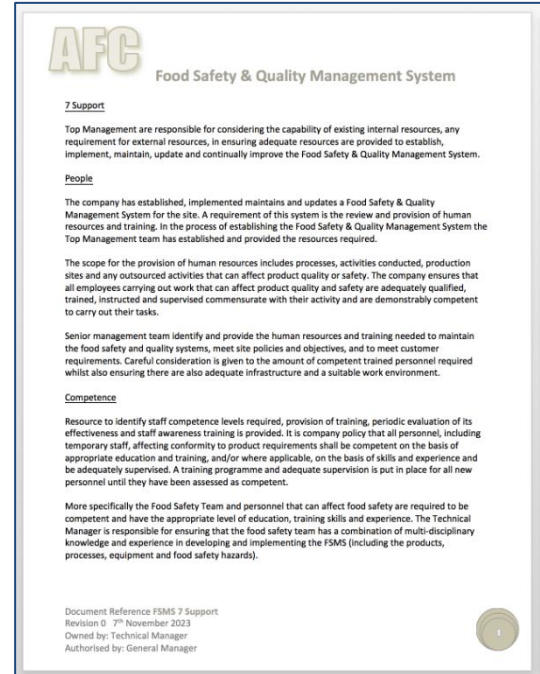 AFC
Food Safety & Quality Management System
7 Support
Top Management are responsible for considering the capability of existing internal resources, any
requirement for external resources, in ensuring adequate resources are provided to establish,
implement, maintain, update and continually improve the Food Safety & Quality Management System.
People
The company has established, implemented maintains and updates a Food Safety & Quality
Management System for the site. A requirement of this system is the review and provision of human
resources and training. In the process of establishing the Food Safety & Quality Management System the
Top Management team has established and provided the resources required.
The scope for the provision of human resources includes processes, activities conducted, production
sites and any outsourced activities that can affect product quality or safety. The company ensures that
all employees carrying out work that can affect product quality and safety are adequately qualified,
trained, instructed and supervised commensurate with their activity and are demonstrably competent
to carry out their tasks.
Senior management team identify and provide the human resources and training needed to maintain
the food safety and quality systems, meet site policies and objectives, and to meet customer
requirements. Careful consideration is given to the amount of competent trained personnel required
whilst also ensuring there are also adequate infrastructure and a suitable work environment.
Competence
Resource to identify staff competence levels required, provision of training, periodic evaluation of its
effectiveness and staff awareness training is provided. It is company policy that all personnel, including
temporary staff, affecting conformity to product requirements shall be competent on the basis of
appropriate education and training, and/or where applicable, on the basis of skills and experience and
be adequately supervised. A training programme and adequate supervision is put in place for all new
personnel until they have been assessed as competent.
More specifically the Food Safety Team and personnel that can affect food safety are required to be
competent and have the appropriate level of education, training skills and experience. The Technical
Manager is responsible for ensuring that the food safety team has a combination of multi-disciplinary
knowledge and experience in developing and implementing the FSMS (including the products,
processes, equipment and food safety hazards).
Document Reference FSMS 7 Support
Revision 0 7th November 2023
Owned by: Technical Manager
Authorised by: General Manager
1